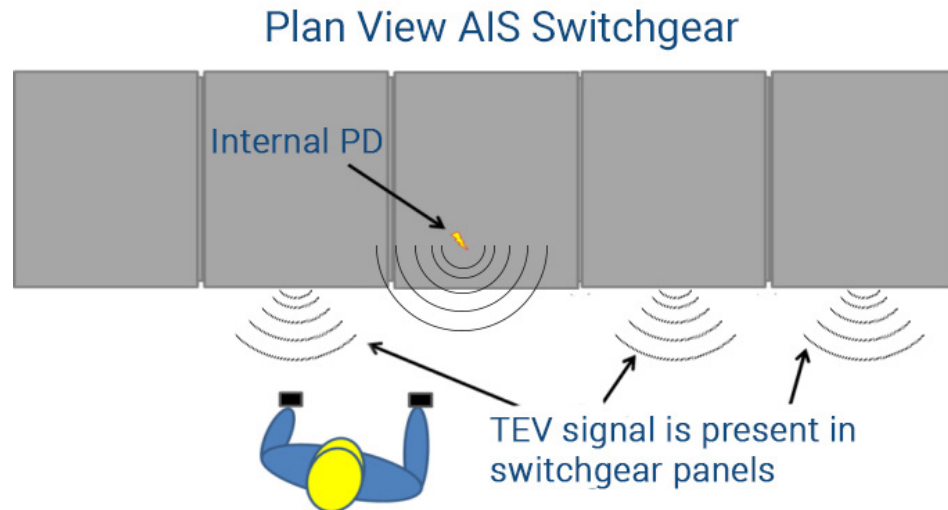 Plan View AIS Switchgear
Internal PD
TEV signal is present in
switchgear panels